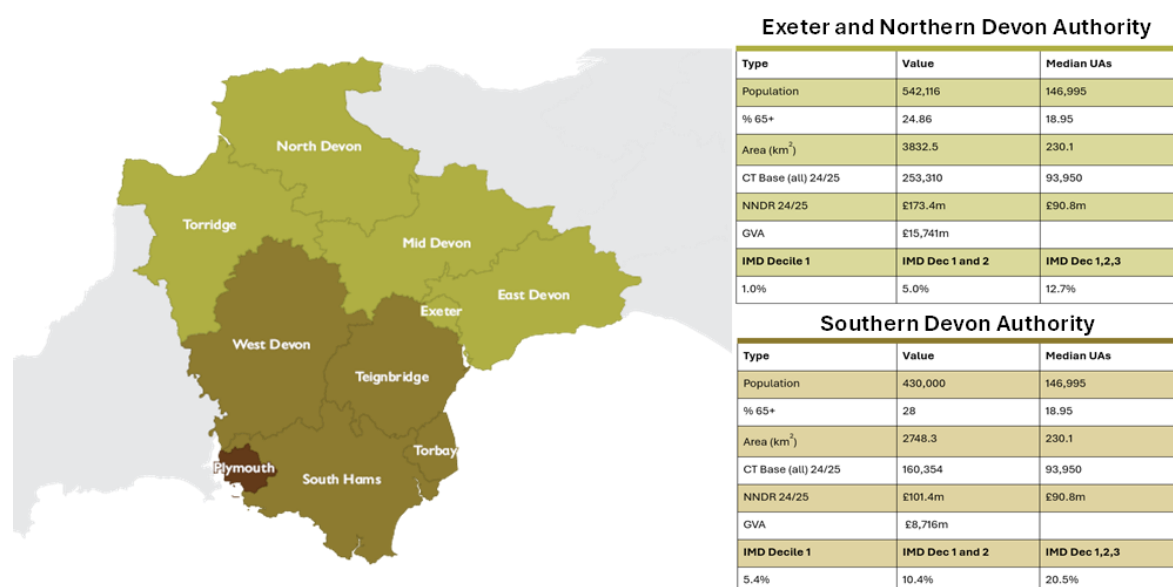 Exeter and Northern Devon Authority
Type Value Median UAs
Population 542,116 146,995
% 65+ 24.86 18.95
Area (km²) 3832.5 230.1
CT Base (all) 24/25 253,310 93,950
NNDR 24/25 £173.4m £90.8m
GVA £15,741m
IMD Decile 1 IMD Dec 1 and 2 IMD Dec 1,2,3
1.0% 5.0% 12.7%
Southern Devon Authority
Type Value Median UAs
Population 430,000 146,995
% 65+ 28 18.95
Area (km²) 2748.3 230.1
CT Base (all) 24/25 160,354 93,950
NNDR 24/25 £101.4m £90.8m
GVA £8,716m
IMD Decile 1 IMD Dec 1 and 2 IMD Dec 1,2,3
5.4% 10.4% 20.5%
North Devon
Torridge
Mid Devon
East Devon
Exeter
West Devon
Teignbridge
Torbay
Plymouth
South Hams